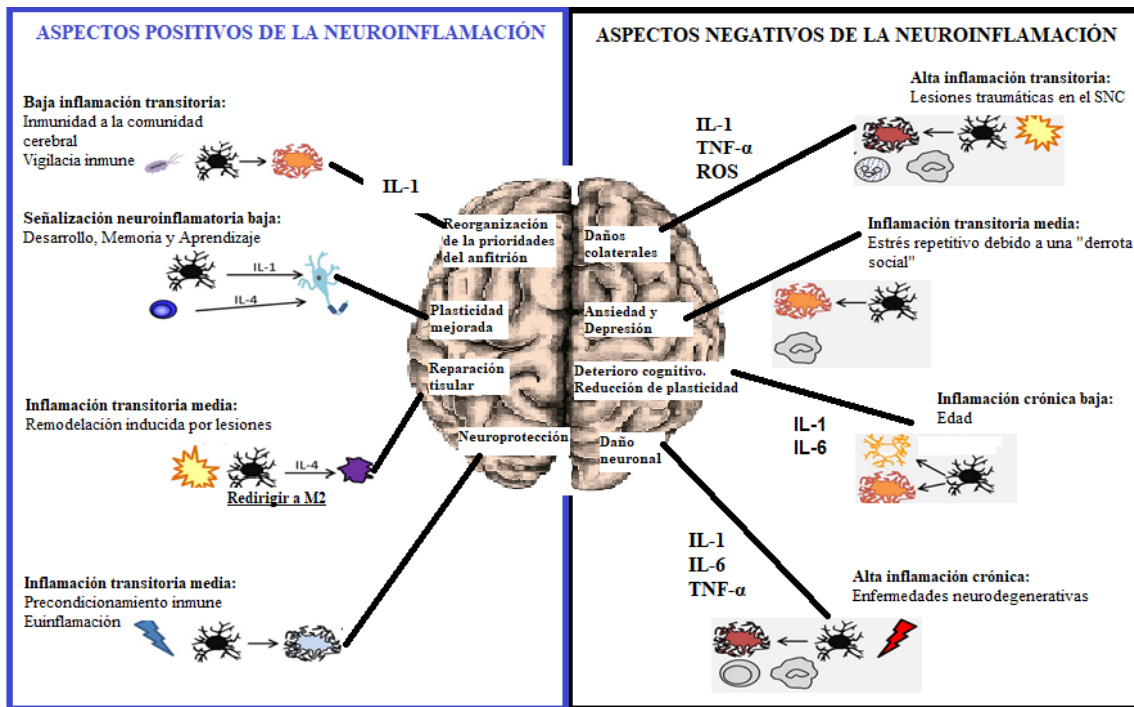 ASPECTOS POSITIVOS DE LA NEUROINFLAMACIÓN
Baja inflamación transitoria:
Inmunidad a la comunidad
cerebral
Vigilacia inmune
IL-1
Señalización neuroinflamatoria baja:
Desarrollo, Memoria y Aprendizaje
IL-1
IL-4
Inflamación transitoria media:
Remodelación inducida por lesiones
IL-4
Redirigir a M2
Inflamación transitoria media:
Precondicionamiento inmune
Euinflamación
Reorganización
de la prioridades
del anfitrión
Plasticidad
mejorada
Reparación
tisular
Neuroprotección
ASPECTOS NEGATIVOS DE LA NEUROINFLAMACIÓN
Daños
colaterales
Ansiedad y
Depresión
Deterioro cognitivo.
Reducción de plasticidad
Daño
neuronal
IL-1
TNF-α
ROS
Alta inflamación transitoria:
Lesiones traumáticas en el SNC
Inflamación transitoria media:
Estrés repetitivo debido a una "derrota
social"
Inflamación crónica baja:
Edad
IL-1
IL-6
IL-1
IL-6
TNF-α
Alta inflamación crónica:
Enfermedades neurodegenerativas